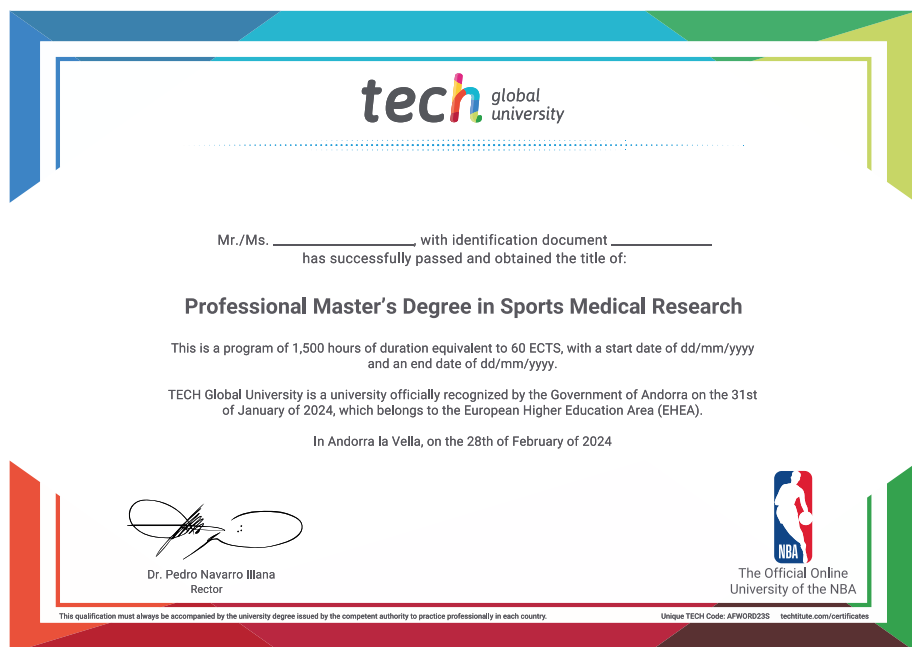 tech global
university
Mr./Ms. ______________, with identification document __________
has successfully passed and obtained the title of:
Professional Master's Degree in Sports Medical Research
This is a program of 1,500 hours of duration equivalent to 60 ECTS, with a start date of dd/mm/yyyy
and an end date of dd/mm/yyyy.
TECH Global University is a university officially recognized by the Government of Andorra on the 31st
of January of 2024, which belongs to the European Higher Education Area (EHEA).
In Andorra la Vella, on the 28th of February of 2024
Dr. Pedro Navarro Illana
Rector
NBA
The Official Online
University of the NBA
This qualification must always be accompanied by the university degree issued by the competent authority to practice professionally in each country.
Unique TECH Code: AFWORD23S techtitute.com/certificates